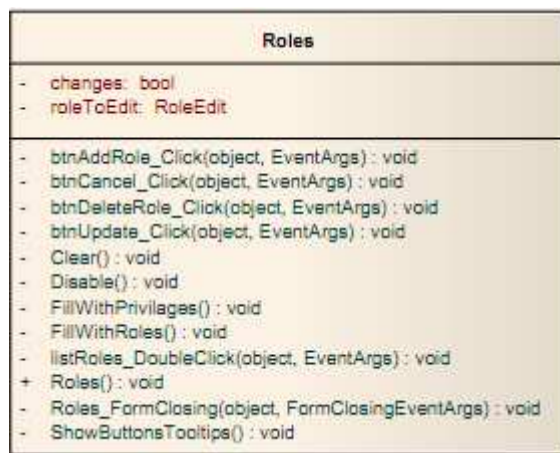 Roles
- changes: bool
- roleToEdit: RoleEdit
- btnAddRole_Click(object, EventArgs) : void
- btnCancel_Click(object, EventArgs) : void
- btnDeleteRole_Click(object, EventArgs) : void
- btnUpdate_Click(object, EventArgs) : void
- Clear() : void
- Disable() : void
- FillWithPrivilages() : void
- FillWithRoles() : void
- listRoles_DoubleClick(object, EventArgs) : void
+ Roles() : void
- Roles_FormClosing(object, FormClosingEventArgs) : void
- ShowButtonsTooltips() : void